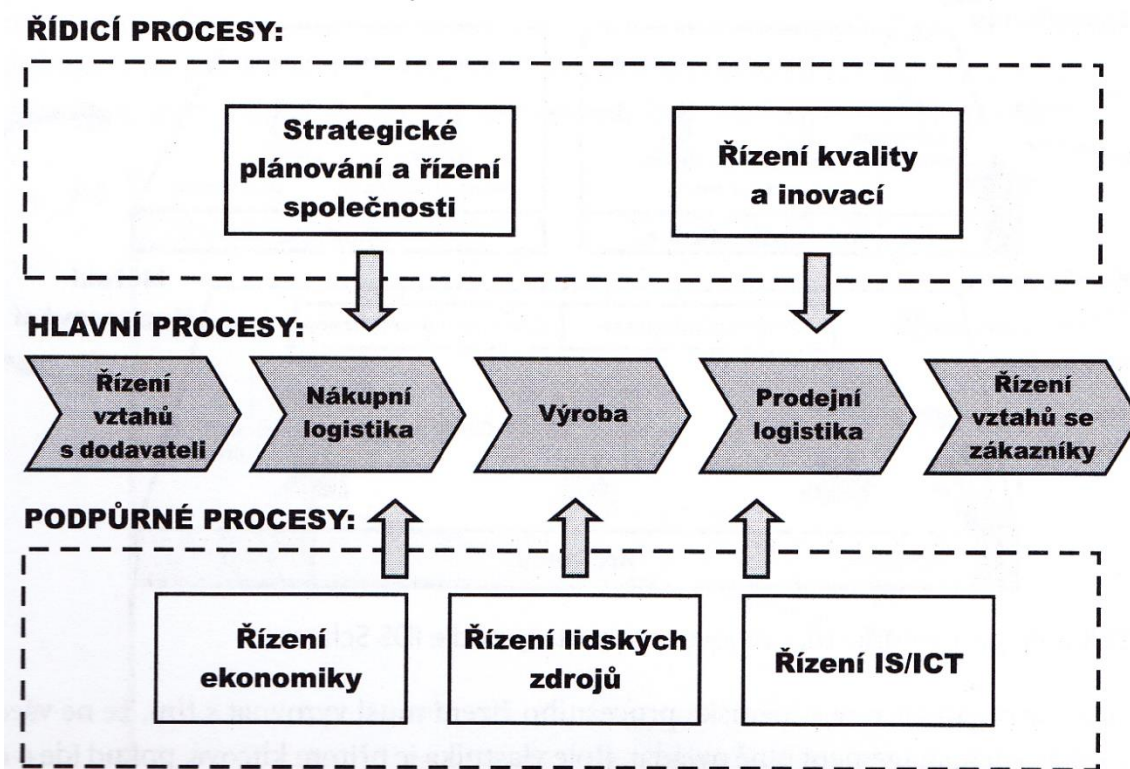 ŘÍDICÍ PROCESY:
Strategické
plánování a řízení
společnosti
Řízení kvality
a inovací
HLAVNÍ PROCESY:
Řízení
vztahů
s dodavateli
Nákupní
logistika
Výroba
Prodejní
logistika
Řízení
vztahů se
zákazníky
PODPŮRNÉ PROCESY:
Řízení
ekonomiky
Řízení lidských
zdrojů
Řízení IS/ICT